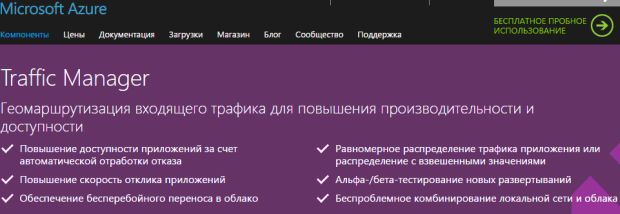 Microsoft Azure
БЕСПЛАТНОЕ ПРОБНОЕ
ИСПОЛЬЗОВАНИЕ
Компоненты Цены Документация Загрузки Магазин Блог Сообщество Поддержка
Traffic Manager
Геомаршрутизация входящего трафика для повышения производительности и
доступности
Повышение доступности приложений за счет
автоматической отработки отказа
Повышение скорость отклика приложений
Обеспечение бесперебойного переноса в облако
Равномерное распределение трафика приложения или
распределение с взвешенными значениями
Альфа-/бета-тестирование новых развертываний
Беспроблемное комбинирование локальной сети и облака